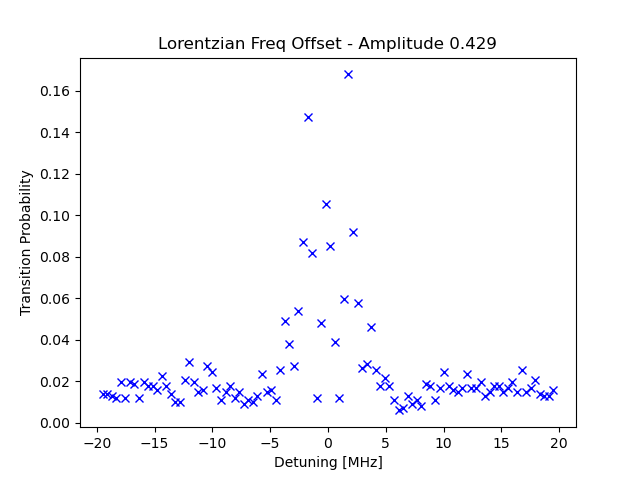 Lorentzian Freq Offset - Amplitude 0.429
Transition Probability
0.16
0.14
0.12
0.10
0.08
0.06
0.04
0.02
0.00
−20 −15 −10 −5 0 5 10 15 20
Detuning [MHz]